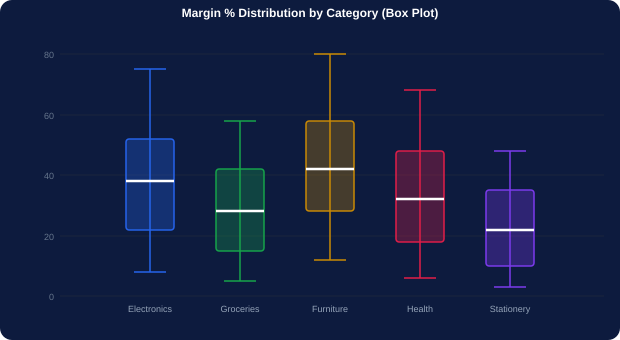 Margin % Distribution by Category (Box Plot)
80
60
40
20
0
Electronics
Groceries
Furniture
Health
Stationery